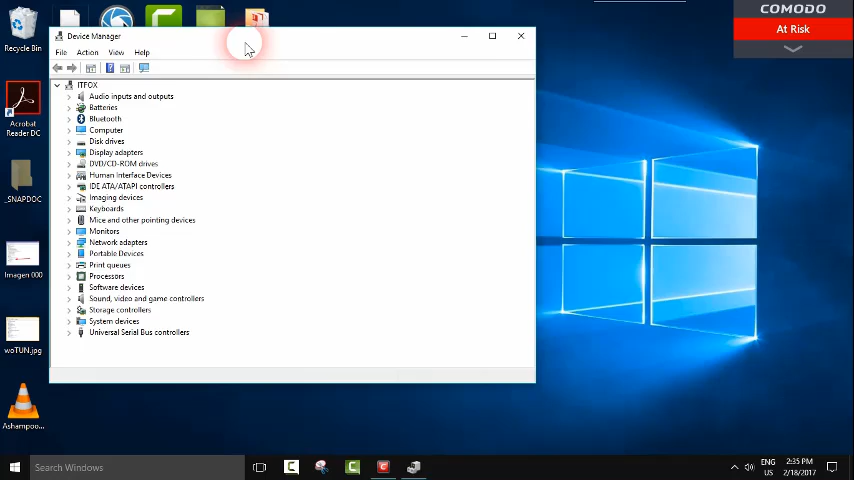 COMODO
At Risk
Recycle Bin
Acrobat
Reader DC
_SNAPDOC
Imagen 000
woTUN.jpg
Ashampoo...
Device Manager
File Action View Help
ITFOX
Audio inputs and outputs
Batteries
Bluetooth
Computer
Disk drives
Display adapters
DVD/CD-ROM drives
Human Interface Devices
IDE ATA/ATAPI controllers
Imaging devices
Keyboards
Mice and other pointing devices
Monitors
Network adapters
Portable Devices
Print queues
Processors
Software devices
Sound, video and game controllers
Storage controllers
System devices
Universal Serial Bus controllers
Search Windows
ENG
US
2:35 PM
2/18/2017